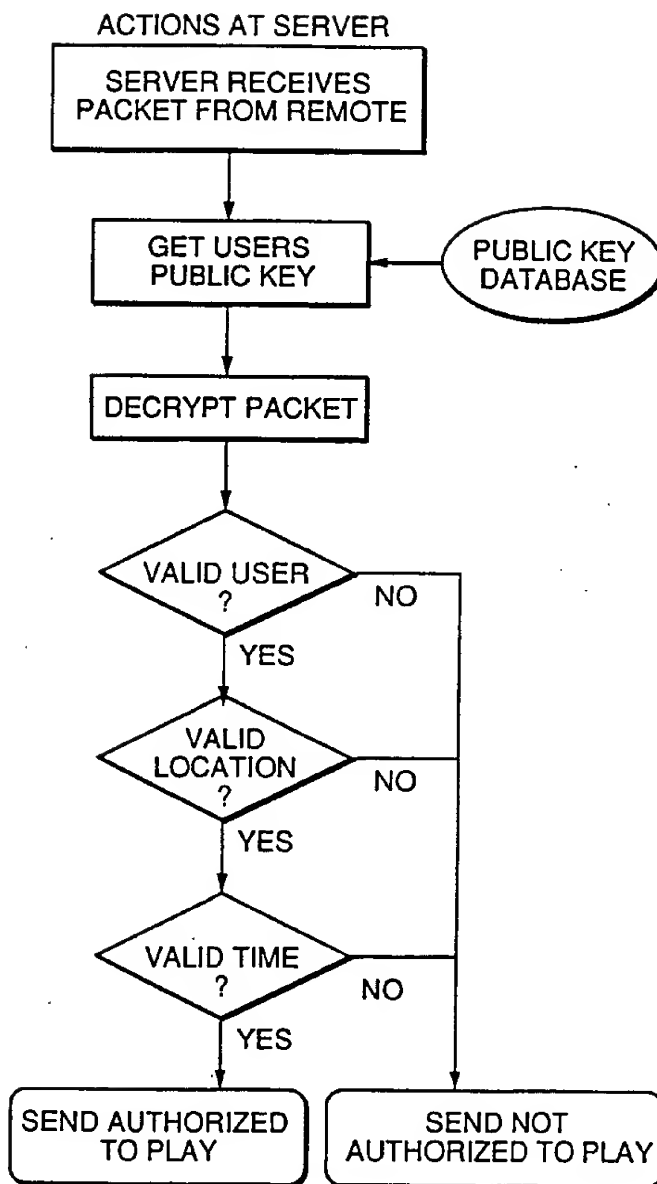 ACTIONS AT SERVER
SERVER RECEIVES
PACKET FROM REMOTE
GET USERS
PUBLIC KEY
PUBLIC KEY
DATABASE
DECRYPT PACKET
VALID USER
?
NO
YES
VALID
LOCATION
?
NO
YES
VALID TIME
?
NO
YES
SEND AUTHORIZED
TO PLAY
SEND NOT
AUTHORIZED TO PLAY